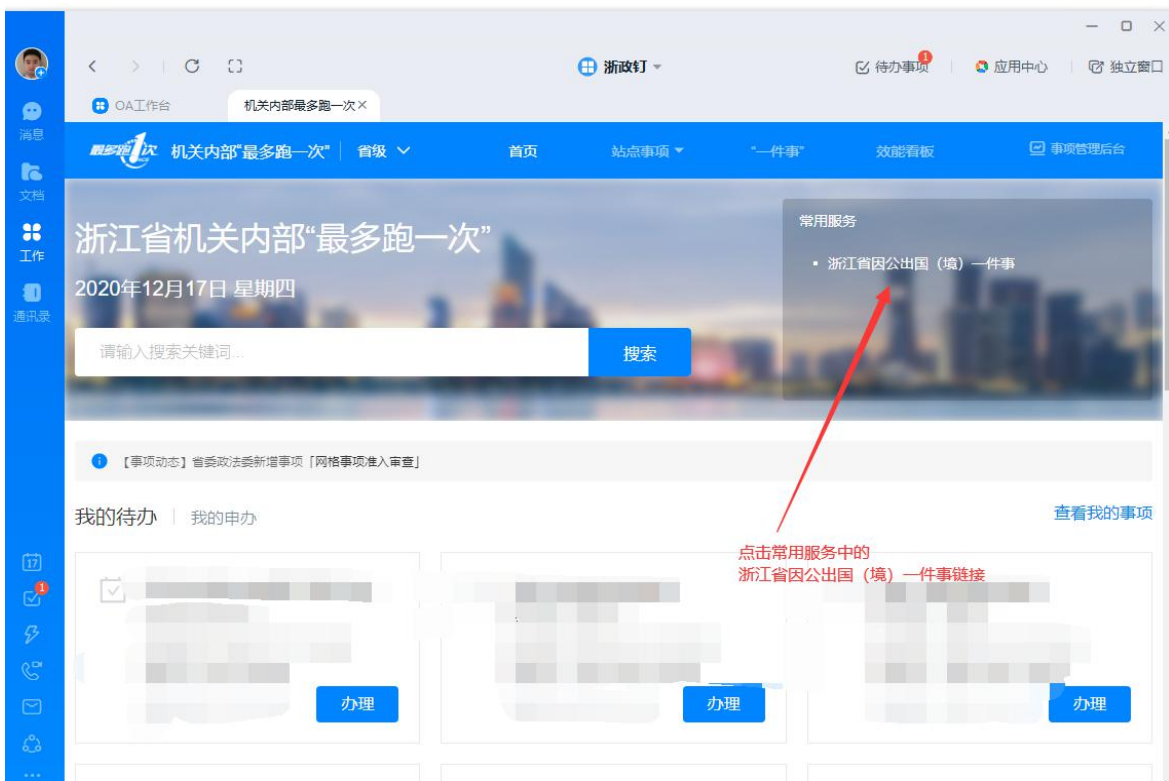 浙政钉
待办事项
1
应用中心
独立窗口
OA工作台
机关内部最多跑一次×
消息
文档
工作
通讯录
17
1
最多跑1次
机关内部“最多跑一次”
省级
首页
站点事项
“一件事”
效能看板
事项管理后台
浙江省机关内部“最多跑一次”
2020年12月17日 星期四
请输入搜索关键词...
搜索
常用服务
浙江省因公出国（境）一件事
【事项动态】省委政法委新增事项「网格事项准入审查」
我的待办
我的申办
查看我的事项
点击常用服务中的
浙江省因公出国（境）一件事链接
办理
办理
办理